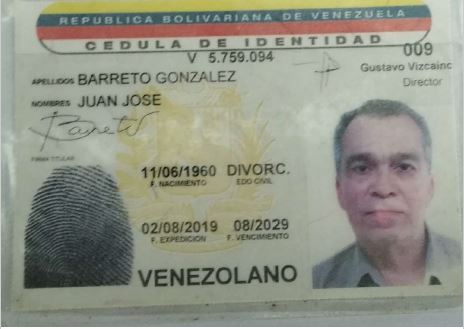 REPUBLICA BOLIVARIANA DE VENEZUELA
CEDULA DE IDENTIDAD
V 5.759.094
009
Gustavo Vizcaino
Director
APELLIDOS BARRETO GONZALEZ
NOMBRES JUAN JOSE
Barreto
FIRMA TITULAR
11/06/1960 DIVORC.
F. NACIMIENTO EDO CIVIL
02/08/2019 08/2029
F. EXPEDICION F. VENCIMIENTO
VENEZOLANO